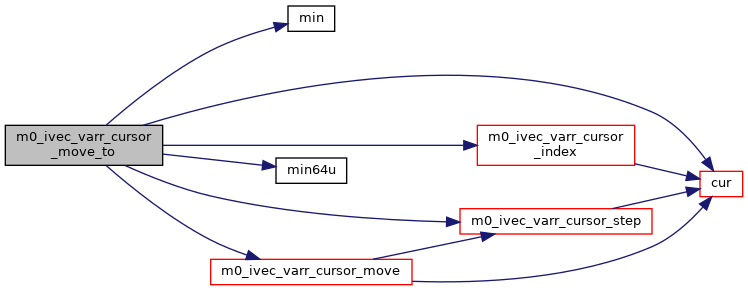 min
m0_ivec_varr_cursor
_move_to
m0_ivec_varr_cursor
_index
min64u
cur
m0_ivec_varr_cursor_step
m0_ivec_varr_cursor_move